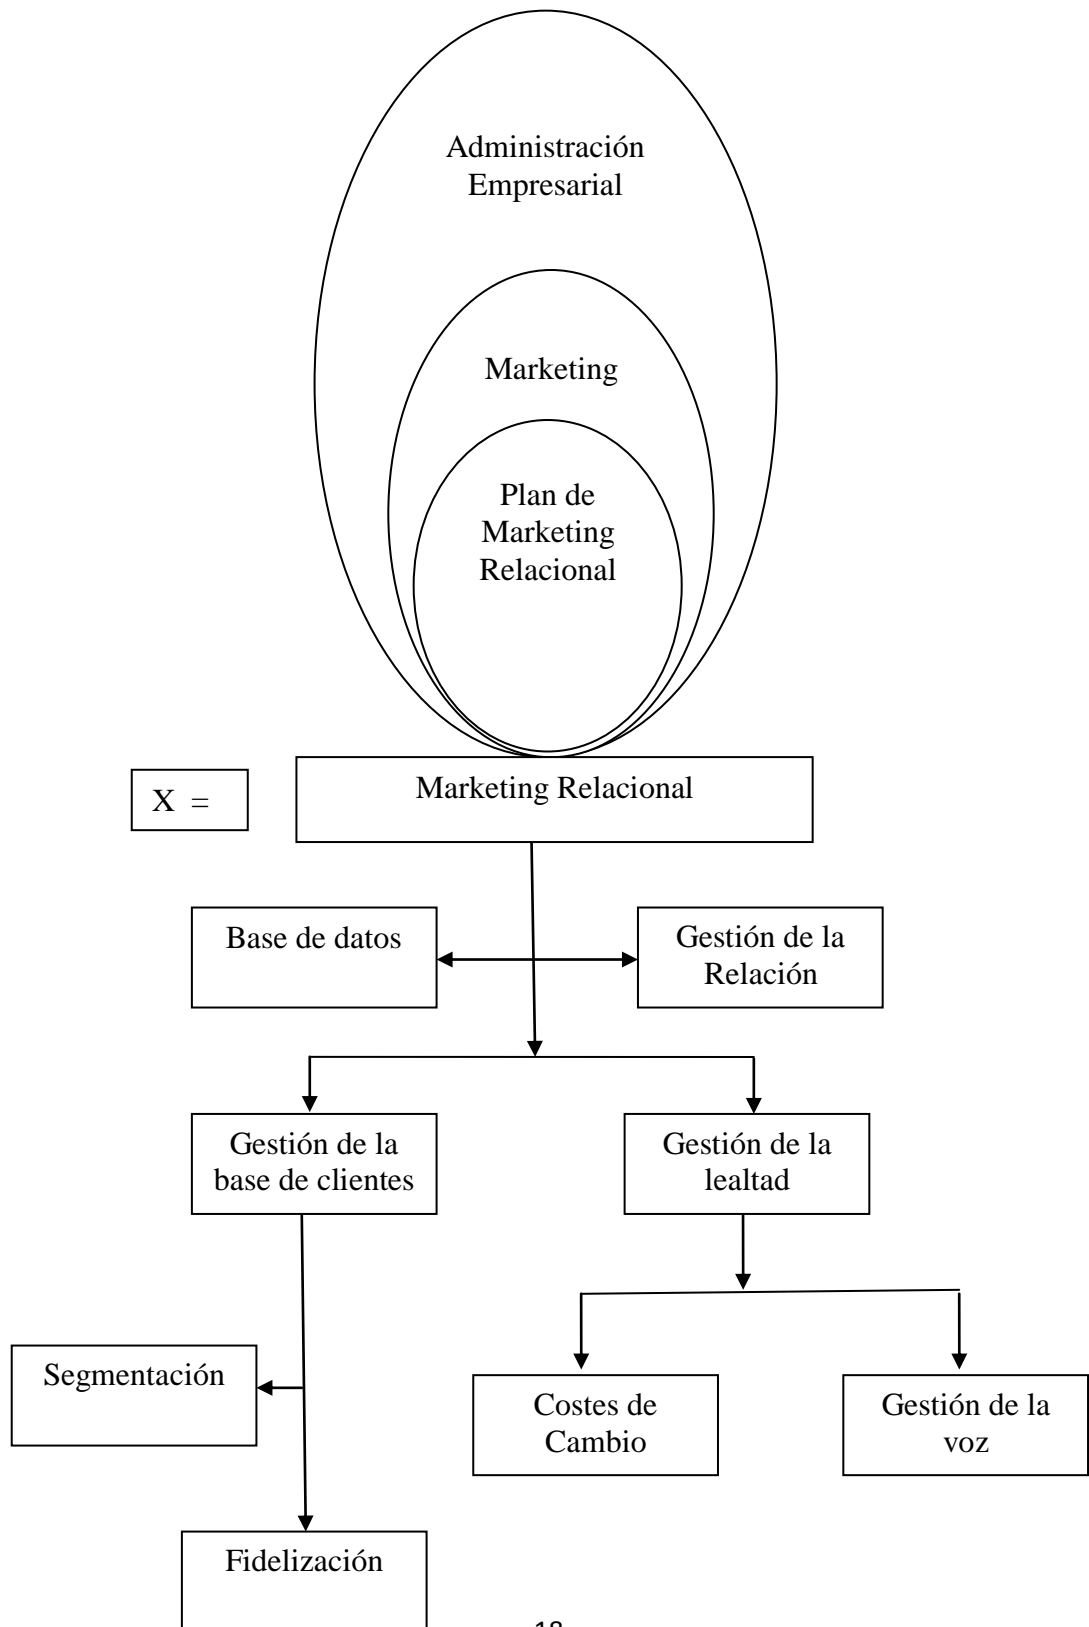 Administración
Empresarial
Marketing
Plan de
Marketing
Relacional
X =
Marketing Relacional
Base de datos
Gestión de la
Relación
Gestión de la
base de clientes
Gestión de la
lealtad
Segmentación
Costes de
Cambio
Gestión de la
voz
Fidelización